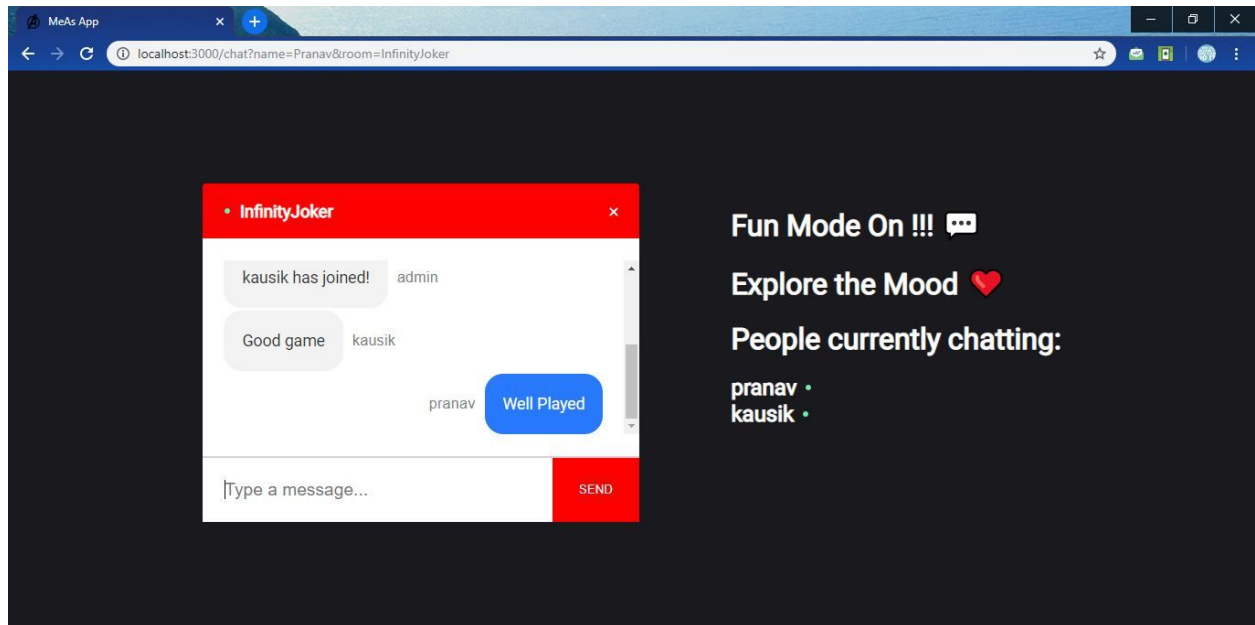 MeAs App
localhost:3000/chat?name=Pranav&room=InfinityJoker
InfinityJoker
kausik has joined! admin
Good game kausik
pranav Well Played
Type a message...
SEND
Fun Mode On !!! 💬
Explore the Mood ❤️
People currently chatting:
pranav
kausik